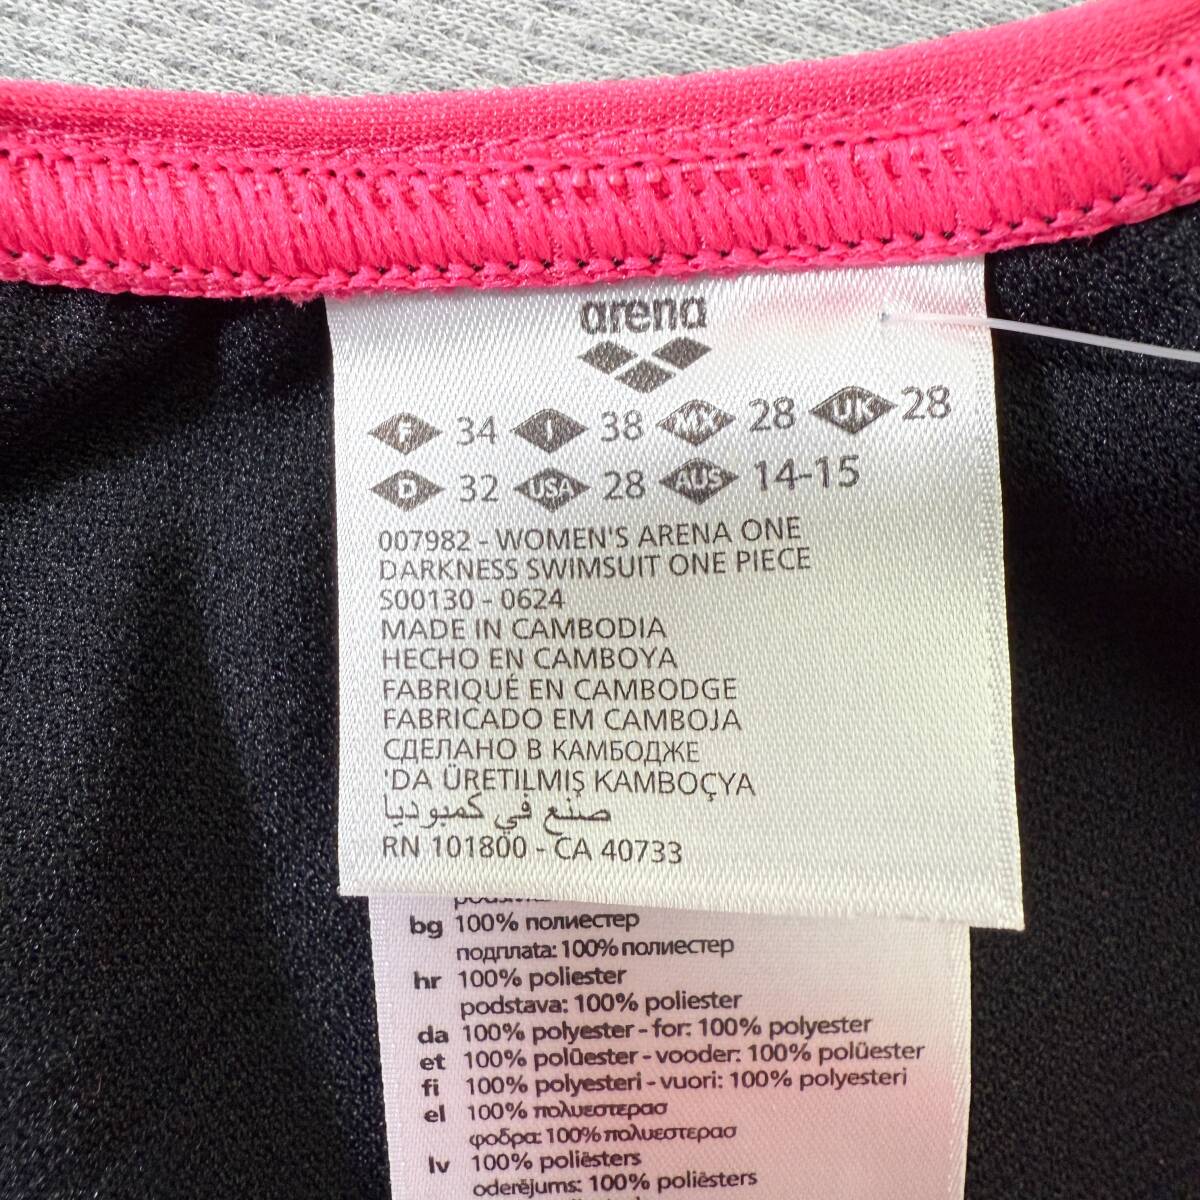 arena
F 34 I 38 MX 28 UK 28
D 32 USA 28 AUS 14-15
007982 - WOMEN'S ARENA ONE
DARKNESS SWIMSUIT ONE PIECE
S00130 - 0624
MADE IN CAMBODIA
HECHO EN CAMBOYA
FABRIQUÉ EN CAMBODGE
FABRICADO EM CAMBOJA
СДЕЛАНО В КАМБОДЖЕ
'DA ÜRETILMIŞ KAMBOÇYA
صنع في كمبوديا
RN 101800 - CA 40733
bg 100% полиестер
подплата: 100% полиестер
hr 100% poliester
podstava: 100% poliester
da 100% polyester - for: 100% polyester
et 100% polüester - vooder: 100% polüester
fi 100% polyesteri - vuori: 100% polyesteri
el 100% πολυεστερασ
φοδρα: 100% πολυεστερασ
lv 100% poliēsters
oderējums: 100% poliēsters